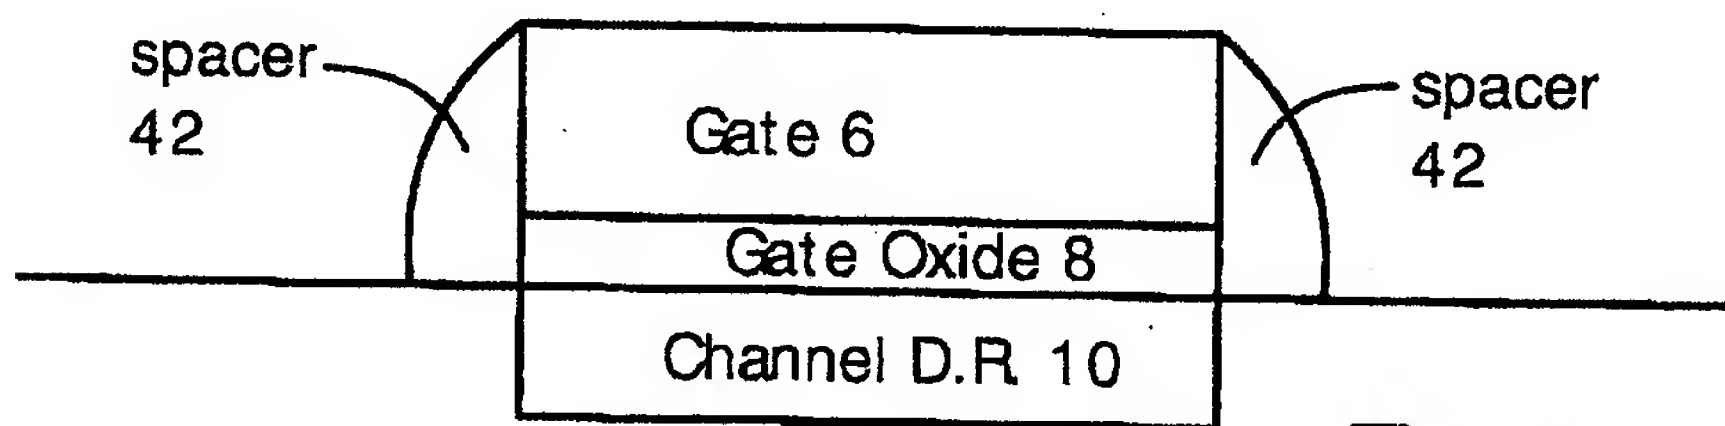 spacer
42
Gate 6
spacer
42
Gate Oxide 8
Channel D.R. 10